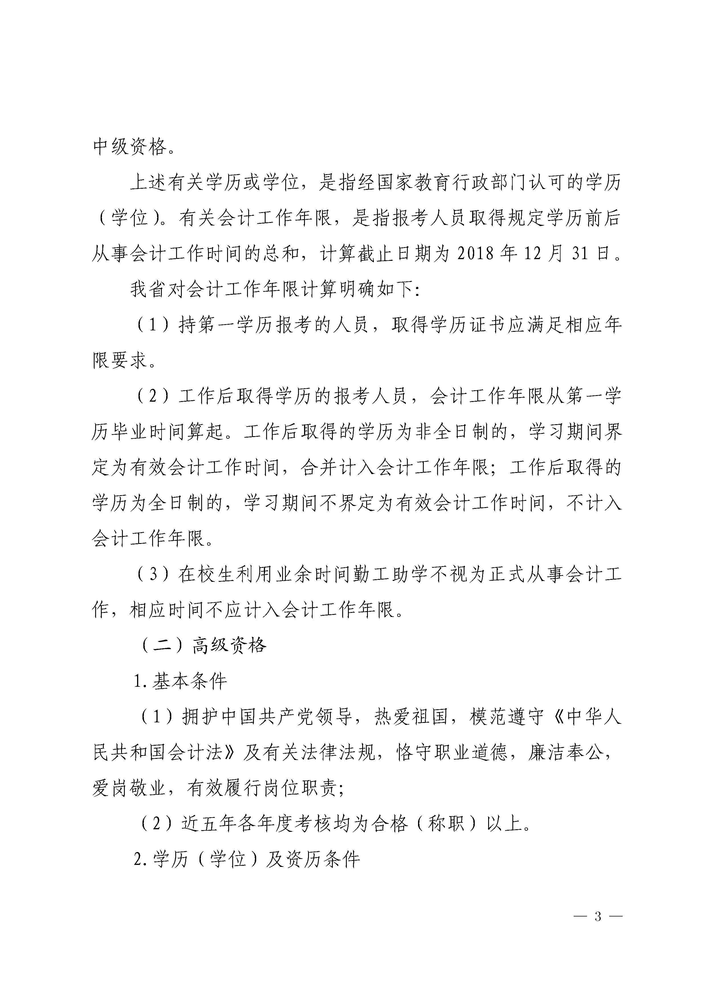 中级资格。
上述有关学历或学位，是指经国家教育行政部门认可的学历
（学位）。有关会计工作年限，是指报考人员取得规定学历前后
从事会计工作时间的总和，计算截止日期为 2018 年 12 月 31 日。
我省对会计工作年限计算明确如下：
（1）持第一学历报考的人员，取得学历证书应满足相应年
限要求。
（2）工作后取得学历的报考人员，会计工作年限从第一学
历毕业时间算起。工作后取得的学历为非全日制的，学习期间界
定为有效会计工作时间，合并计入会计工作年限；工作后取得的
学历为全日制的，学习期间不界定为有效会计工作时间，不计入
会计工作年限。
（3）在校生利用业余时间勤工助学不视为正式从事会计工
作，相应时间不应计入会计工作年限。
（二）高级资格
1.基本条件
（1）拥护中国共产党领导，热爱祖国，模范遵守《中华人
民共和国会计法》及有关法律法规，恪守职业道德，廉洁奉公，
爱岗敬业，有效履行岗位职责；
（2）近五年各年度考核均为合格（称职）以上。
2.学历（学位）及资历条件
— 3 —